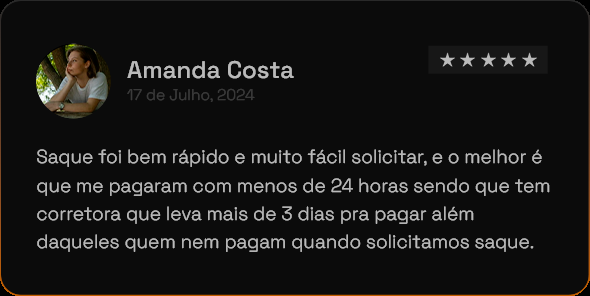 Amanda Costa
★★★★★
17 de Julho, 2024
Saque foi bem rápido e muito fácil solicitar, e o melhor é
que me pagaram com menos de 24 horas sendo que tem
corretora que leva mais de 3 dias pra pagar além
daqueles quem nem pagam quando solicitamos saque.